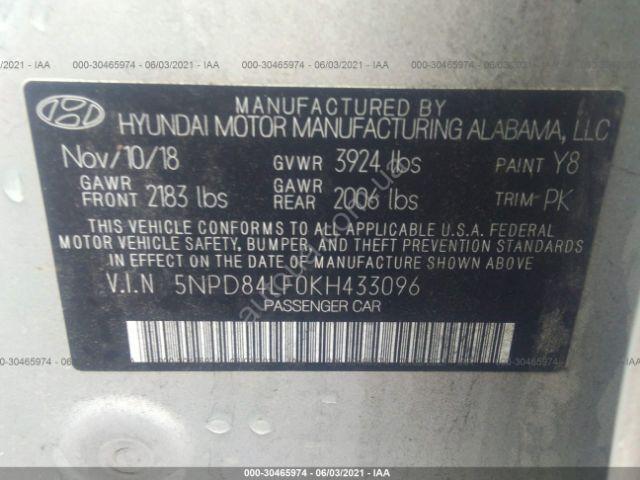 000-30465974 - 06/03/2021 - IAA
MANUFACTURED BY
HYUNDAI MOTOR MANUFACTURING ALABAMA, LLC
Nov/10/18 GVWR 3924 lbs PAINT Y8
GAWR FRONT 2183 lbs GAWR REAR 2006 lbs TRIM PK
THIS VEHICLE CONFORMS TO ALL APPLICABLE U.S.A. FEDERAL
MOTOR VEHICLE SAFETY, BUMPER, AND THEFT PREVENTION STANDARDS
IN EFFECT ON THE DATE OF MANUFACTURE SHOWN ABOVE
V.I.N 5NPD84LF0KH433096
PASSENGER CAR
000-30465974 - 06/03/2021 - IAA